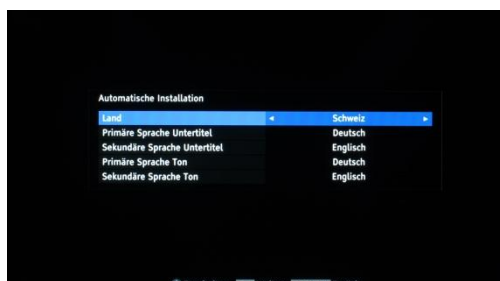 Automatische Installation
Land Schweiz
Primäre Sprache Untertitel Deutsch
Sekundäre Sprache Untertitel Englisch
Primäre Sprache Ton Deutsch
Sekundäre Sprache Ton Englisch